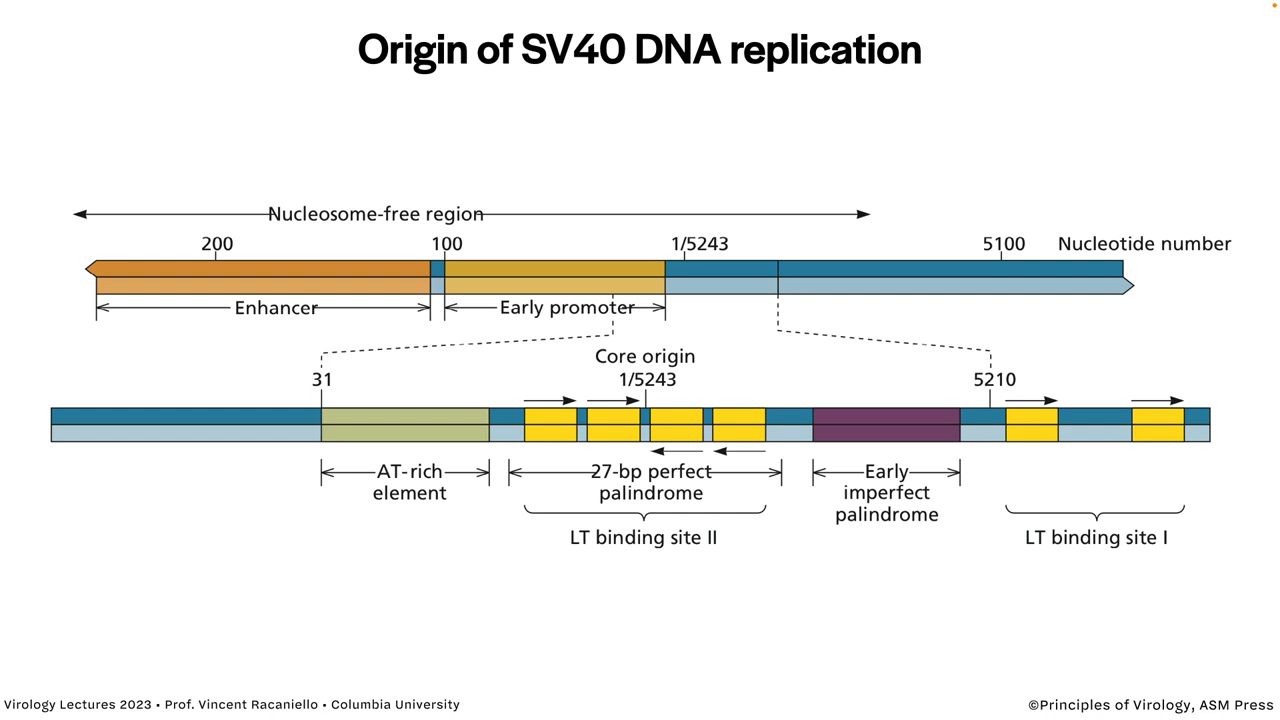 Origin of SV40 DNA replication
Nucleosome-free region
200 100 1/5243 5100 Nucleotide number
Enhancer Early promoter
Core origin
31 1/5243 5210
AT-rich element
27-bp perfect palindrome
Early imperfect palindrome
LT binding site II LT binding site I
Virology Lectures 2023 • Prof. Vincent Racaniello • Columbia University
©Principles of Virology, ASM Press